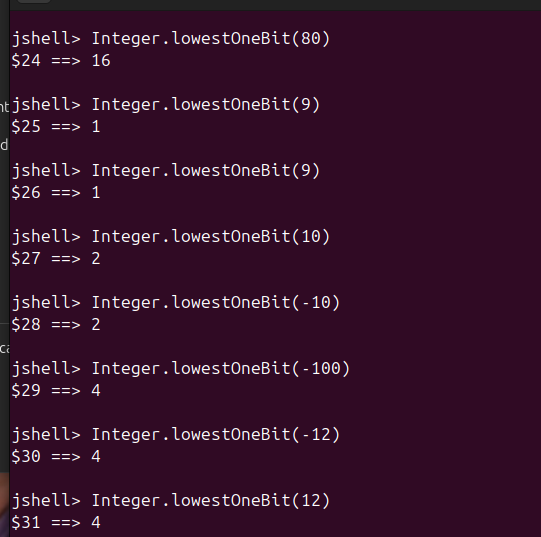 jshell> Integer.lowestOneBit(80)
$24 ==> 16
jshell> Integer.lowestOneBit(9)
$25 ==> 1
jshell> Integer.lowestOneBit(9)
$26 ==> 1
jshell> Integer.lowestOneBit(10)
$27 ==> 2
jshell> Integer.lowestOneBit(-10)
$28 ==> 2
jshell> Integer.lowestOneBit(-100)
$29 ==> 4
jshell> Integer.lowestOneBit(-12)
$30 ==> 4
jshell> Integer.lowestOneBit(12)
$31 ==> 4